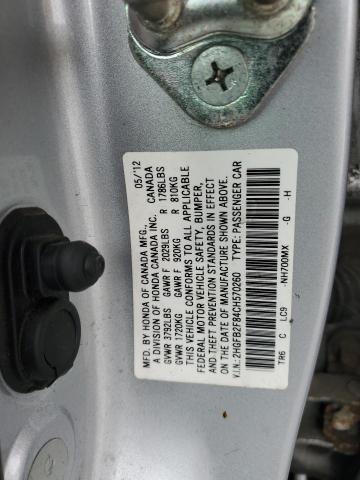 MFD. BY HONDA OF CANADA MFG., 05/'12
A DIVISION OF HONDA CANADA INC. CANADA
GVWR 3792LBS GAWR F 2029LBS R 1786LBS
GVWR 1720KG GAWR F 920KG R 810KG
THIS VEHICLE CONFORMS TO ALL APPLICABLE
FEDERAL MOTOR VEHICLE SAFETY, BUMPER,
AND THEFT PREVENTION STANDARDS IN EFFECT
ON THE DATE OF MANUFACTURE SHOWN ABOVE.
V.I.N.: 2HGFB2F84CH570260 TYPE: PASSENGER CAR
TR6 C LC9 NH700MX -G -H